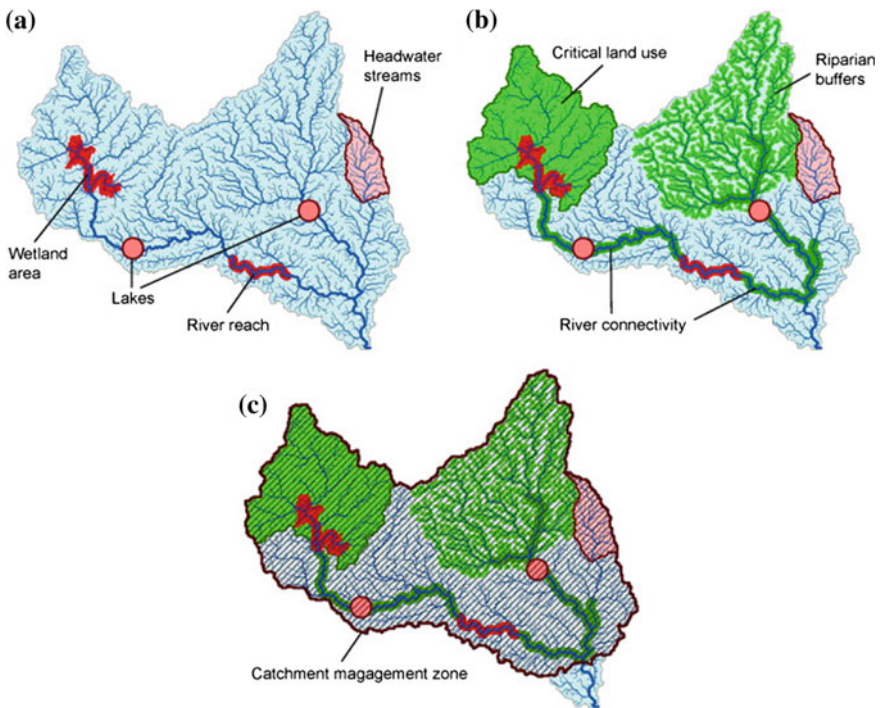 (a)
Headwater
streams
Wetland
area
Lakes
River reach
(b)
Critical land use
Riparian
buffers
River connectivity
(c)
Catchment magagement zone